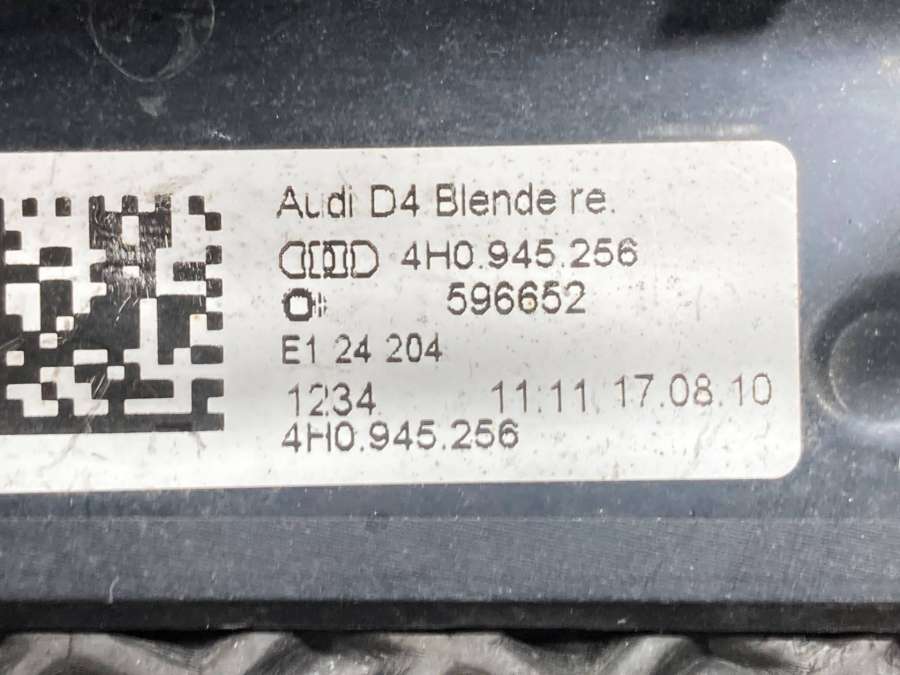 Audi D4 Blende re.
4H0.945.256
596652
E1 24 204
1234 11:11 17.08.10
4H0.945.256